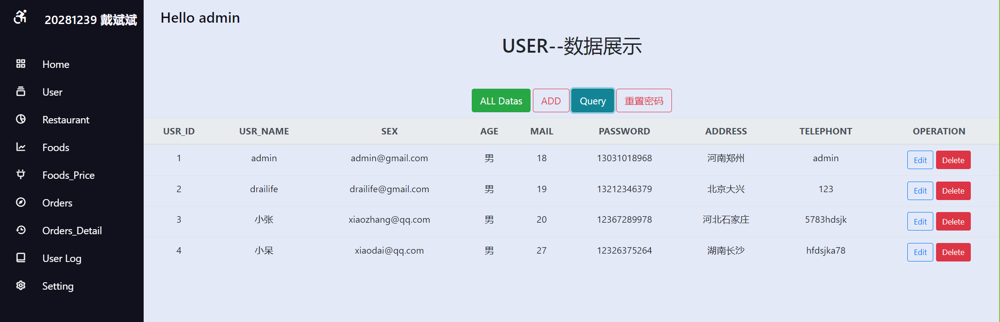 20281239 戴斌斌
Home
User
Restaurant
Foods
Foods_Price
Orders
Orders_Detail
User Log
Setting
Hello admin
USER--数据展示
ALL Datas ADD Query 重置密码
USR_ID USR_NAME SEX AGE MAIL PASSWORD ADDRESS TELEPHONT OPERATION
1 admin admin@gmail.com 男 18 13031018968 河南郑州 admin Edit Delete
2 drailife drailife@gmail.com 男 19 13212346379 北京大兴 123 Edit Delete
3 小张 xiaozhang@qq.com 男 20 12367289978 河北石家庄 5783hdsjk Edit Delete
4 小呆 xiaodai@qq.com 男 27 12326375264 湖南长沙 hfdsjka78 Edit Delete